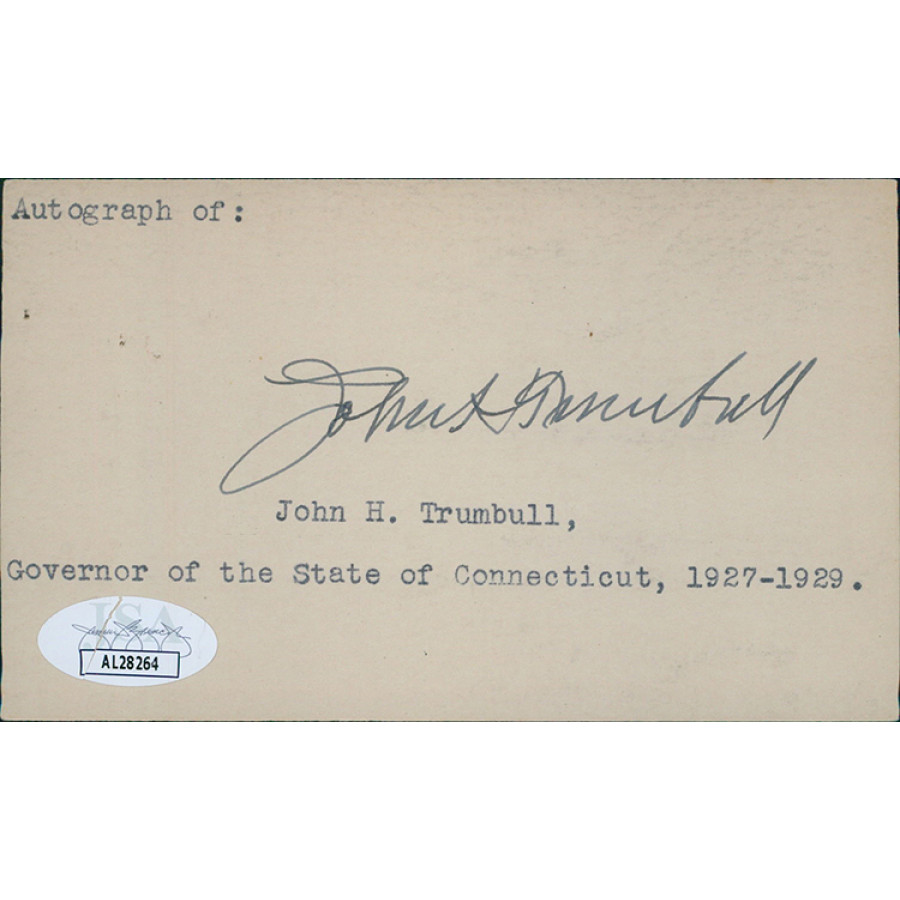 Autograph of:
John H Trumbull
John H. Trumbull,
Governor of the State of Connecticut, 1927-1929.
JSA
AL28264